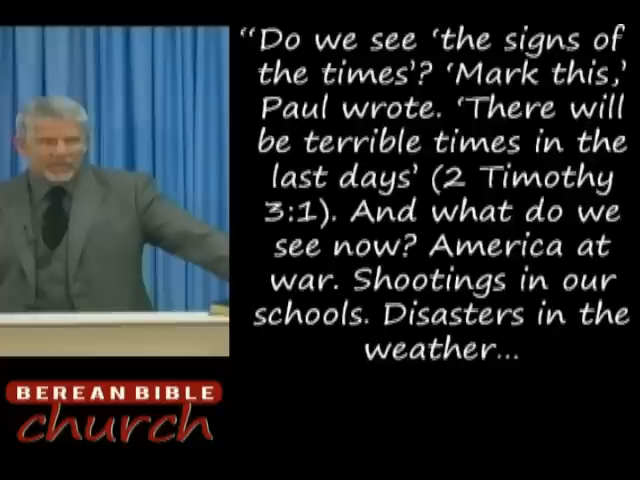 “Do we see ‘the signs of
the times’? ‘Mark this,’
Paul wrote. ‘There will
be terrible times in the
last days’ (2 Timothy
3:1). And what do we
see now? America at
war. Shootings in our
schools. Disasters in the
weather...
BEREAN BIBLE
church